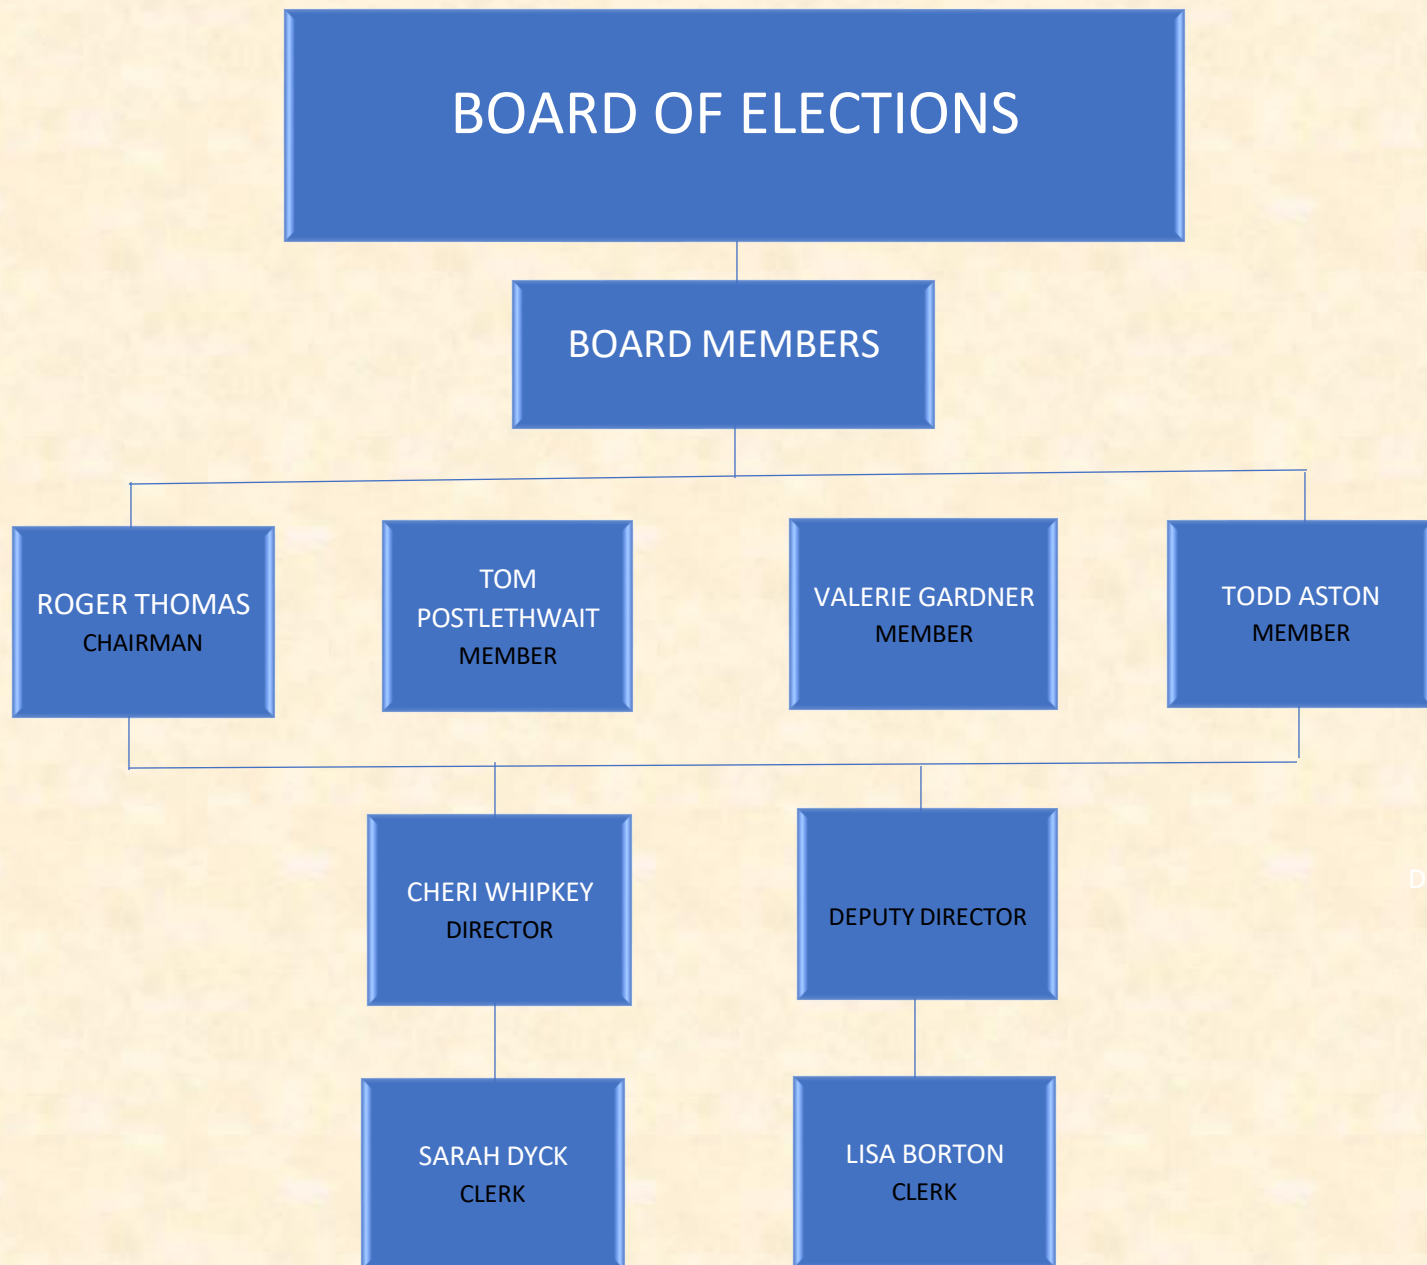 BOARD OF ELECTIONS
BOARD MEMBERS
ROGER THOMAS
CHAIRMAN
TOM
POSTLETHWAIT
MEMBER
VALERIE GARDNER
MEMBER
TODD ASTON
MEMBER
CHERI WHIPKEY
DIRECTOR
DEPUTY DIRECTOR
D
SARAH DYCK
CLERK
LISA BORTON
CLERK